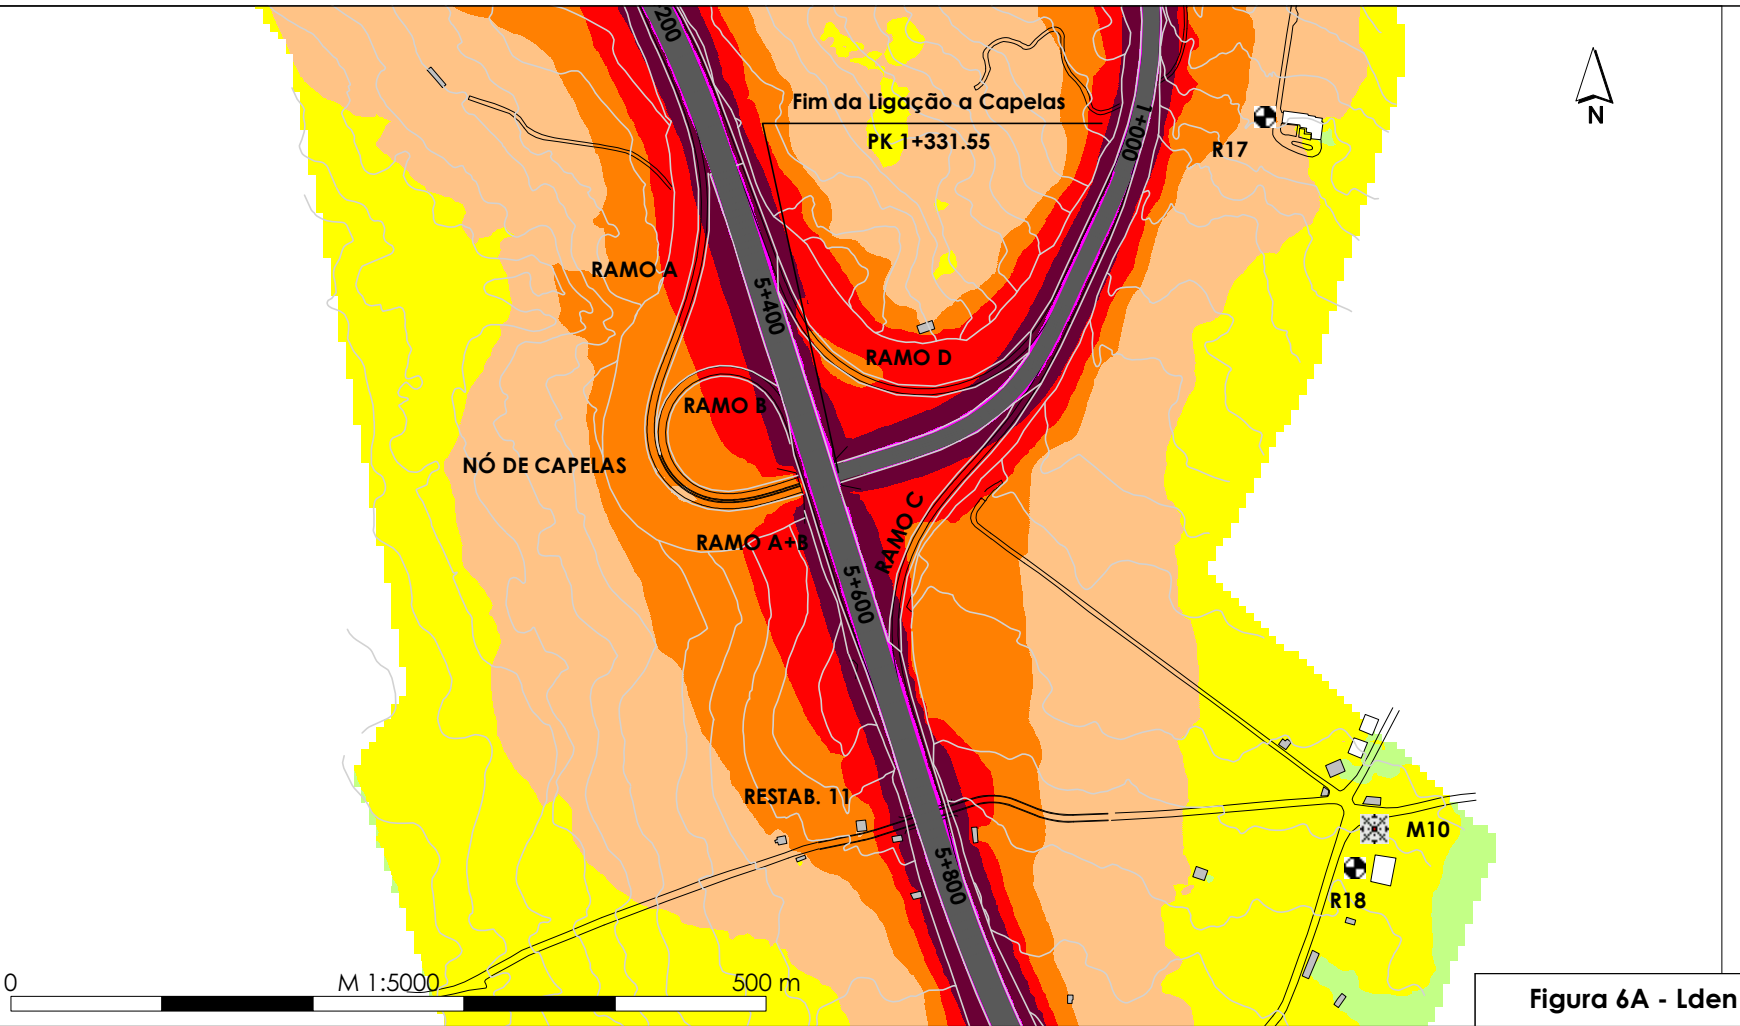 200
Fim da Ligação a Capelas
PK 1+331.55
1+000
R17
N
RAMO A
5+400
RAMO D
RAMO B
NÓ DE CAPELAS
RAMO C
RAMO A+B
5+600
RESTAB. 11
M10
5+800
R18
0
M 1:5000
500 m
Figura 6A - Lden